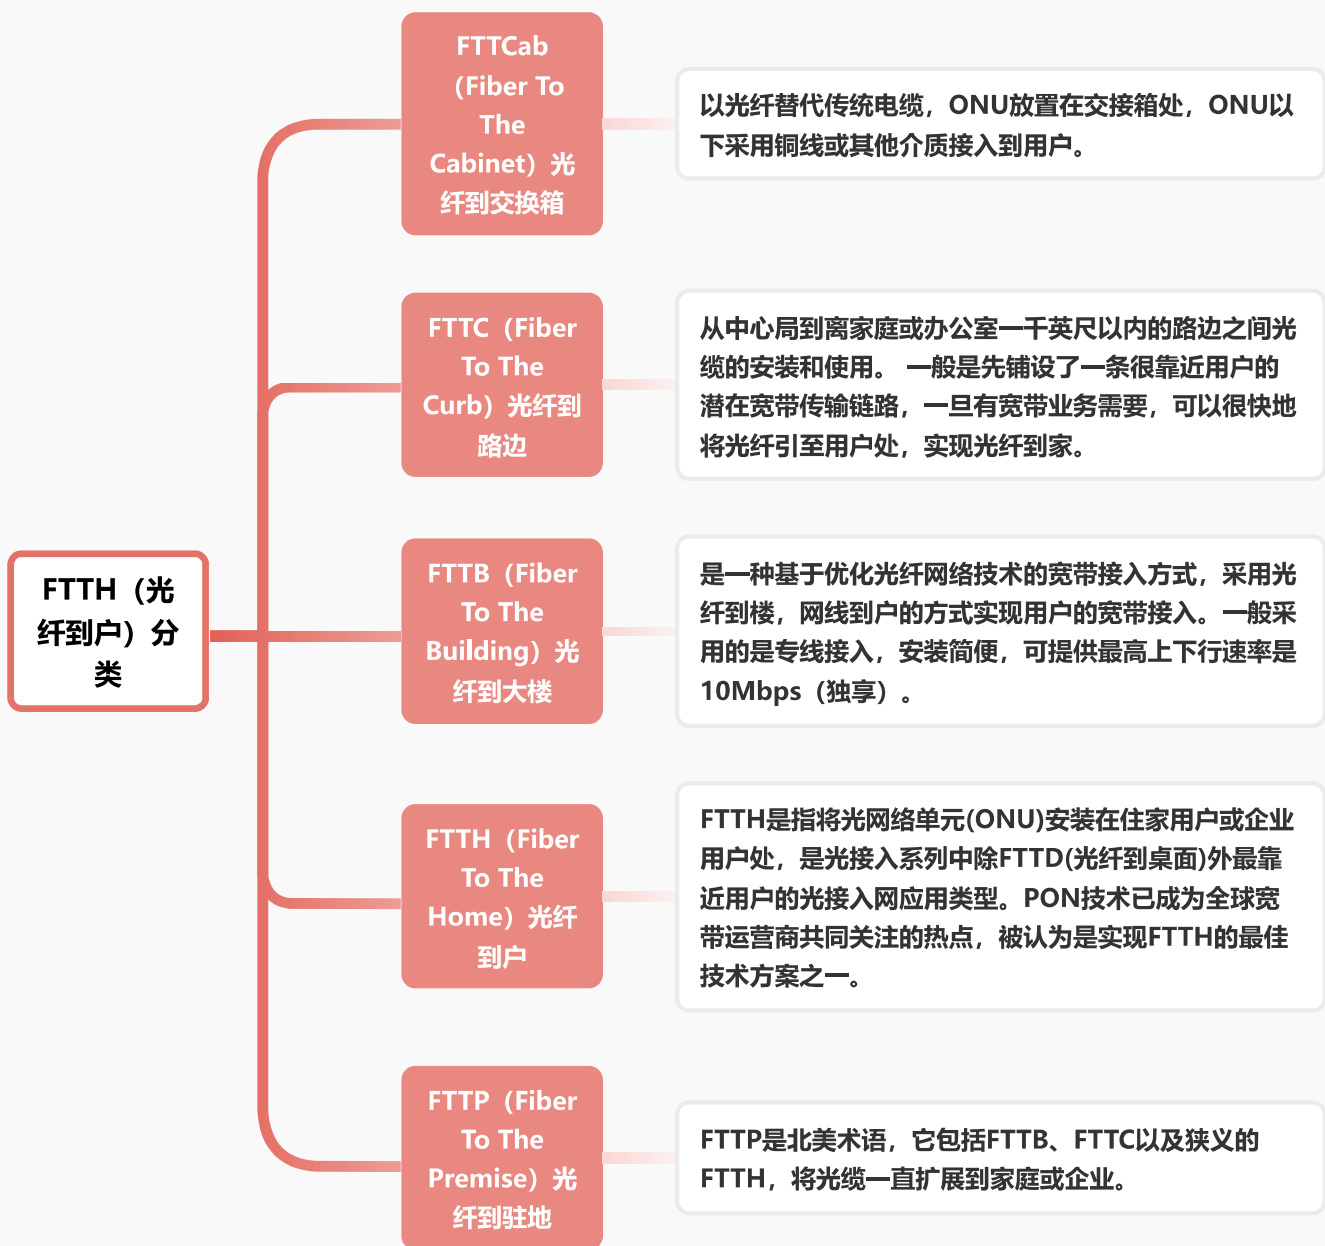 FTTH（光
纤到户）分
类
FTTCab
（Fiber To
The
Cabinet）光
纤到交换箱
以光纤替代传统电缆，ONU放置在交接箱处，ONU以
下采用铜线或其他介质接入到用户。
FTTC（Fiber
To The
Curb）光纤到
路边
从中心局到离家庭或办公室一千英尺以内的路边之间光
缆的安装和使用。 一般是先铺设了一条很靠近用户的
潜在宽带传输链路，一旦有宽带业务需要，可以很快地
将光纤引至用户处，实现光纤到家。
FTTB（Fiber
To The
Building）光
纤到大楼
是一种基于优化光纤网络技术的宽带接入方式，采用光
纤到楼，网线到户的方式实现用户的宽带接入。一般采
用的是专线接入，安装简便，可提供最高上下行速率是
10Mbps（独享）。
FTTH（Fiber
To The
Home）光纤
到户
FTTH是指将光网络单元(ONU)安装在住家用户或企业
用户处，是光接入系列中除FTTD(光纤到桌面)外最靠
近用户的光接入网应用类型。PON技术已成为全球宽
带运营商共同关注的热点，被认为是实现FTTH的最佳
技术方案之一。
FTTP（Fiber
To The
Premise）光
纤到驻地
FTTP是北美术语，它包括FTTB、FTTC以及狭义的
FTTH，将光缆一直扩展到家庭或企业。